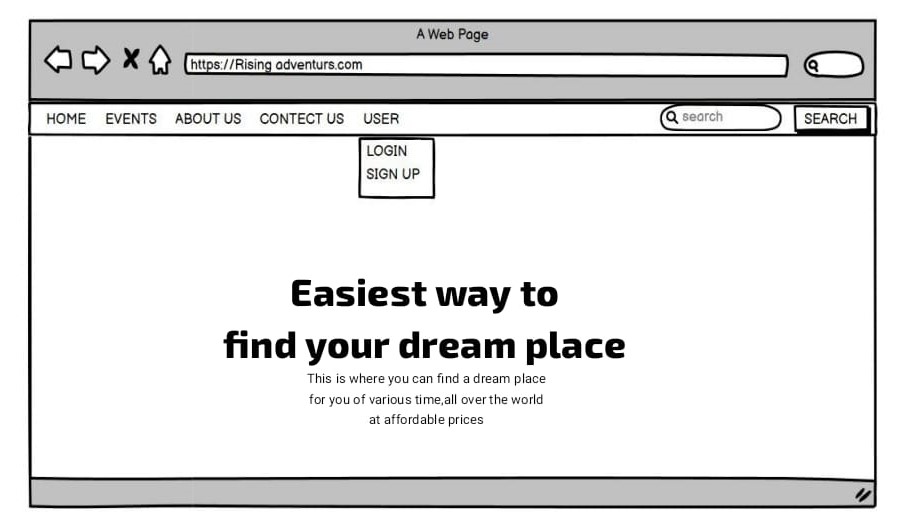 A Web Page
https://Rising adventurs.com
HOME EVENTS ABOUT US CONTECT US USER search SEARCH
LOGIN
SIGN UP
Easiest way to
find your dream place
This is where you can find a dream place
for you of various time,all over the world
at affordable prices